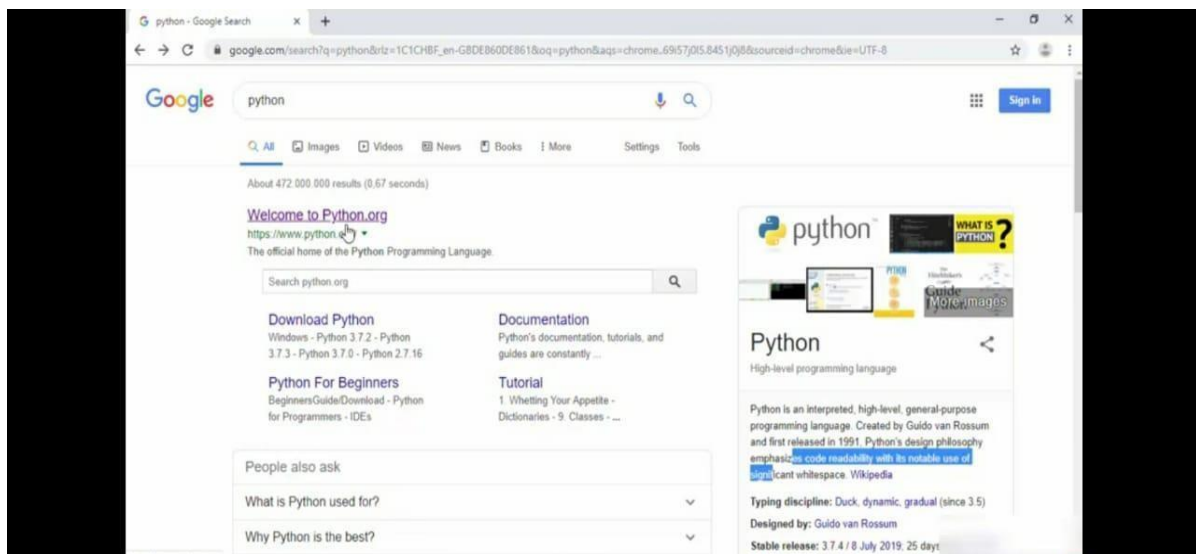 python - Google Search
google.com/search?q=python&rlz=1C1CHBF_en-GBDE860DE861&oq=python&aqs=chrome..69i57j0l5.8451j0j8&sourceid=chrome&ie=UTF-8
Google
python
Sign in
All Images Videos News Books More Settings Tools
About 472 000 000 results (0,67 seconds)
Welcome to Python.org
https://www.python.
The official home of the Python Programming Language.
Search python.org
Download Python
Windows - Python 3.7.2 - Python
3.7.3 - Python 3.7.0 - Python 2.7.16
Documentation
Python's documentation, tutorials, and
guides are constantly ...
Python For Beginners
BeginnersGuide/Download - Python
for Programmers - IDEs
Tutorial
1. Whetting Your Appetite -
Dictionaries - 9. Classes - ...
People also ask
What is Python used for?
Why Python is the best?
python
WHAT IS
PYTHON ?
PYTHON
Guide
More images
Python
High-level programming language
Python is an interpreted, high-level, general-purpose
programming language. Created by Guido van Rossum
and first released in 1991. Python's design philosophy
emphasizes code readability with its notable use of
significant whitespace. Wikipedia
Typing discipline: Duck, dynamic, gradual (since 3.5)
Designed by: Guido van Rossum
Stable release: 3.7.4 / 8 July 2019; 25 days